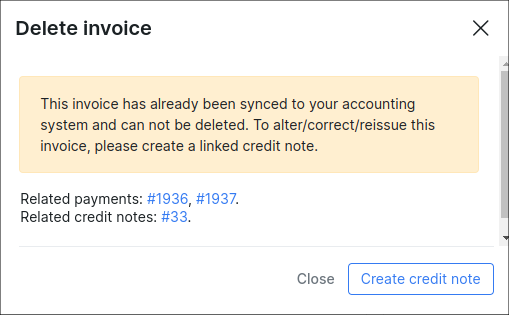 Delete invoice
This invoice has already been synced to your accounting
system and can not be deleted. To alter/correct/reissue this
invoice, please create a linked credit note.
Related payments: #1936, #1937.
Related credit notes: #33.
Close
Create credit note